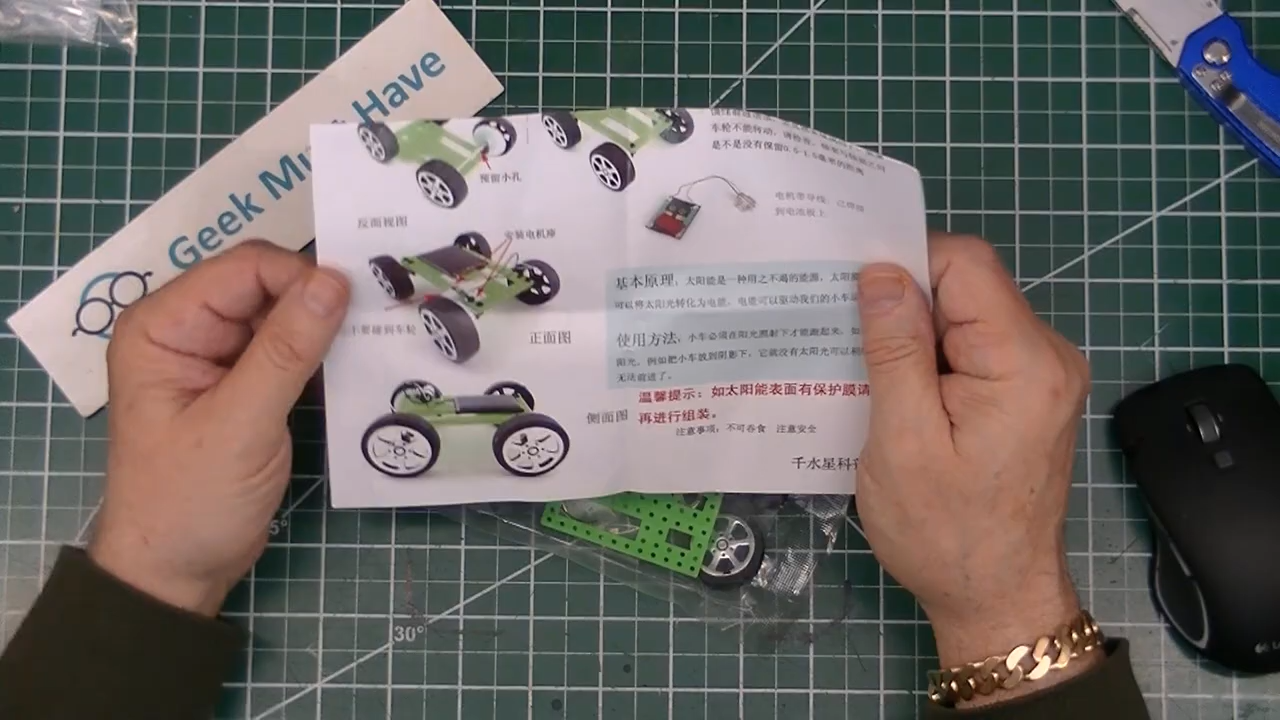 Geek Mu
Have
车轮不能转动，请检查，
是不是没有保留0.5-1.5毫米的距离
预留小孔
电机带导线，已焊接
到电池板上
反面视图
安装电机座
基本原理，太阳能是一种用之不竭的能源，太阳能
可以将太阳光转化为电能，电能可以驱动我们的小车
不要碰到车轮
正面图
使用方法，小车必须在阳光照射下才能跑起来，如
阳光，例如把小车放到阴影下，它就没有太阳光可以
无法前进了。
温馨提示：如太阳能表面有保护膜请
侧面图
再进行组装。
注意事项：不可吞食 注意安全
千水星科
30°
5°